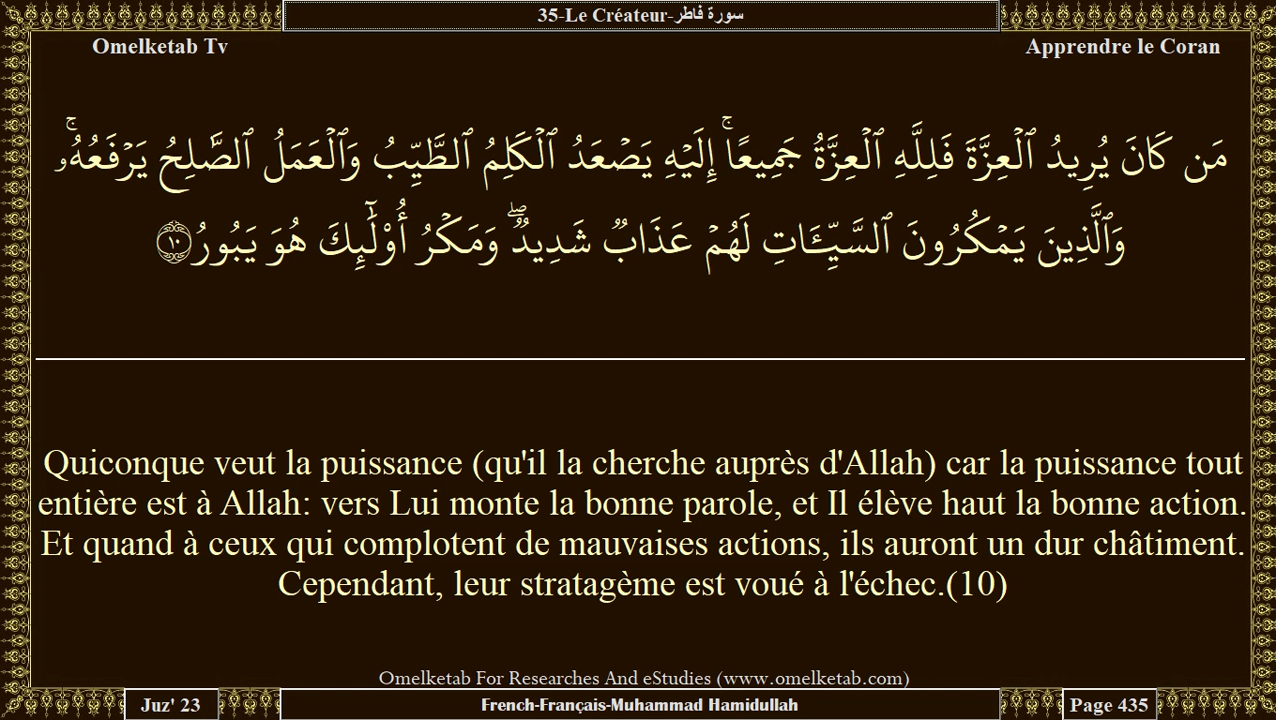 35-Le Créateur-سورة فاطر
Omelketab Tv
Apprendre le Coran
مَن كَانَ يُرِيدُ ٱلۡعِزَّةَ فَلِلَّهِ ٱلۡعِزَّةُ جَمِيعًاۚ إِلَيۡهِ يَصۡعَدُ ٱلۡكَلِمُ ٱلطَّيِّبُ وَٱلۡعَمَلُ ٱلصَّٰلِحُ يَرۡفَعُهُۥۚ
وَٱلَّذِينَ يَمۡكُرُونَ ٱلسَّيِّـَٔاتِ لَهُمۡ عَذَابٞ شَدِيدٞۖ وَمَكۡرُ أُوْلَٰٓئِكَ هُوَ يَبُورُ ١٠
Quiconque veut la puissance (qu'il la cherche auprès d'Allah) car la puissance tout
entière est à Allah: vers Lui monte la bonne parole, et Il élève haut la bonne action.
Et quand à ceux qui complotent de mauvaises actions, ils auront un dur châtiment.
Cependant, leur stratagème est voué à l'échec.(10)
Omelketab For Researches And eStudies (www.omelketab.com)
Juz' 23
French-Français-Muhammad Hamidullah
Page 435